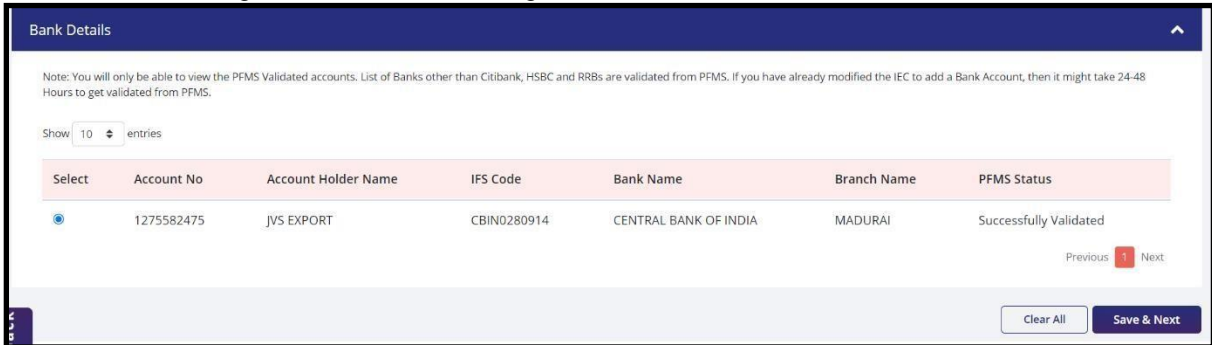 Bank Details
Note: You will only be able to view the PFMS Validated accounts. List of Banks other than Citibank, HSBC and RRBs are validated from PFMS. If you have already modified the IEC to add a Bank Account, then it might take 24-48
Hours to get validated from PFMS.
Show 10 entries
Select Account No Account Holder Name IFS Code Bank Name Branch Name PFMS Status
1275582475 JVS EXPORT CBIN0280914 CENTRAL BANK OF INDIA MADURAI Successfully Validated
Previous 1 Next
Clear All Save & Next